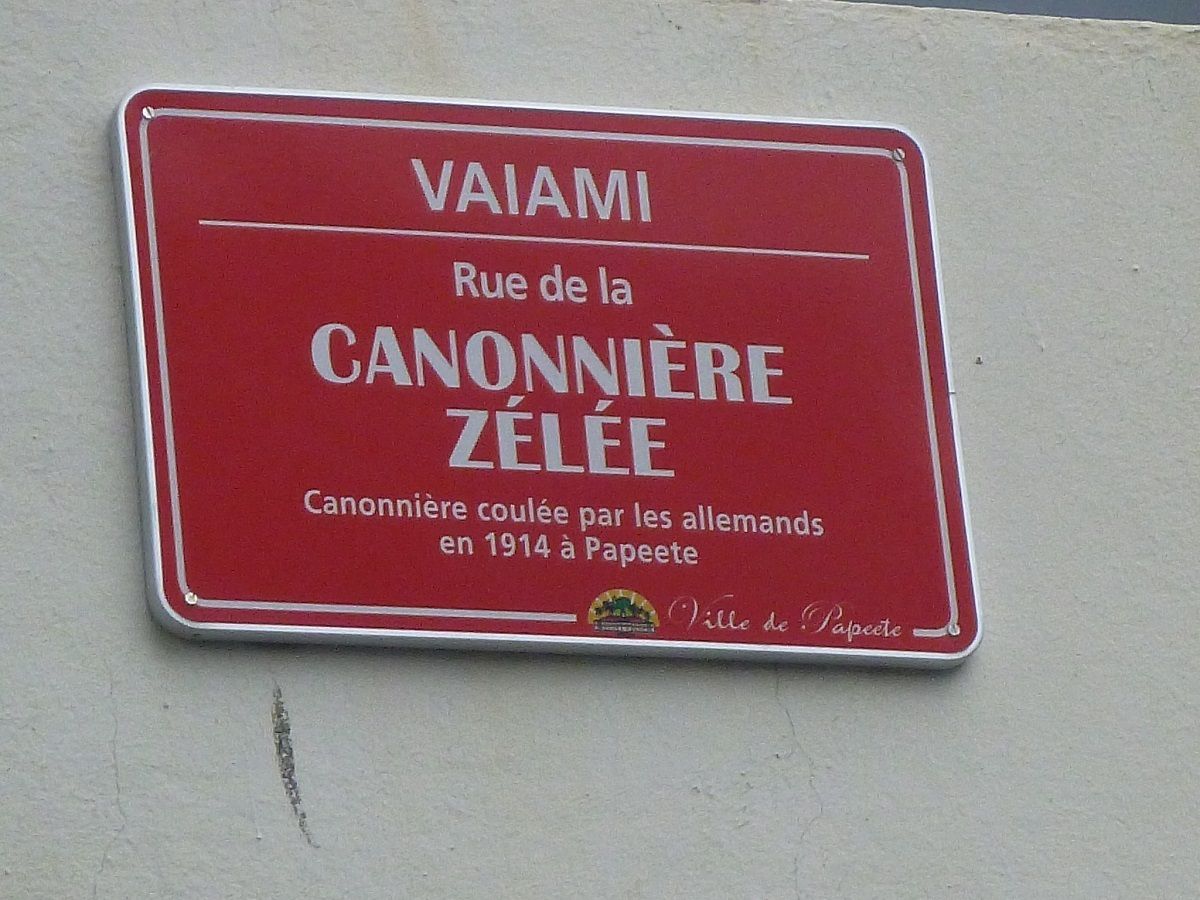 VAIAMI
Rue de la
CANONNIÈRE
ZÉLÉE
Canonnière coulée par les allemands
en 1914 à Papeete
Ville de Papeete